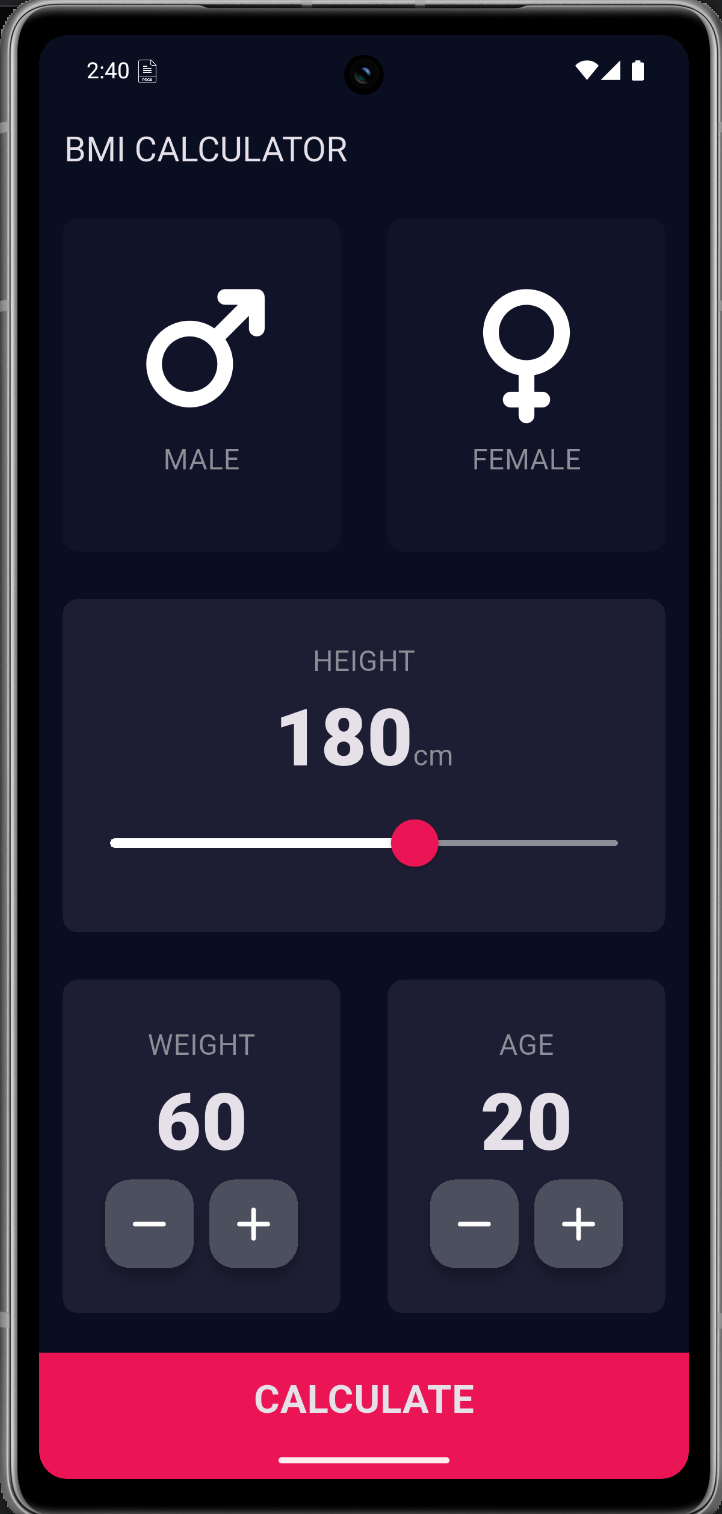 2:40
BMI CALCULATOR
MALE
FEMALE
HEIGHT
180cm
WEIGHT
AGE
60
20
CALCULATE